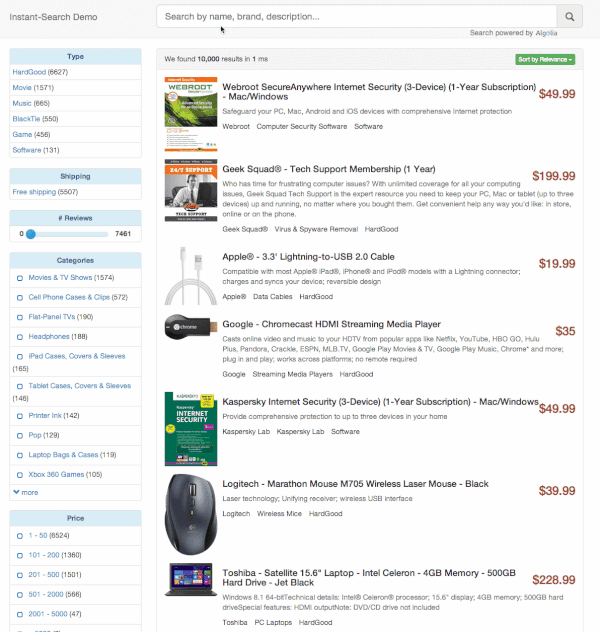 Instant-Search Demo
Search by name, brand, description...
Search powered by Algolia
Type
HardGood (6627)
Movie (1571)
Music (665)
BlackTie (550)
Game (456)
Software (131)
Shipping
Free shipping (5507)
# Reviews
0 7461
Categories
Movies & TV Shows (1574)
Cell Phone Cases & Clips (572)
Flat-Panel TVs (190)
Headphones (188)
iPad Cases, Covers & Sleeves
(165)
Tablet Cases, Covers & Sleeves
(146)
Printer Ink (142)
Pop (129)
Laptop Bags & Cases (119)
Xbox 360 Games (105)
more
Price
1 - 50 (6524)
101 - 200 (1360)
201 - 500 (1501)
501 - 2000 (566)
2001 - 5000 (47)
We found 10,000 results in 1 ms
Sort by Relevance
Webroot SecureAnywhere Internet Security (3-Device) (1-Year Subscription)
- Mac/Windows
$49.99
Safeguard your PC, Mac, Android and iOS devices with comprehensive Internet protection
Webroot Computer Security Software Software
WEBROOT
Geek Squad® - Tech Support Membership (1 Year)
$199.99
Who has time for frustrating computer issues? With unlimited coverage for all your computing
issues, Geek Squad Tech Support is the expert resource you need to keep your PC, Mac or tablet (up to three
devices) up and running, no matter where you bought them. Get convenient help any way you'd like: in store,
online or on the phone.
Geek Squad® Virus & Spyware Removal HardGood
24/7 SUPPORT
TECH
SUPPORT
Apple® - 3.3' Lightning-to-USB 2.0 Cable
$19.99
Compatible with most Apple® iPad®, iPhone® and iPod® models with a Lightning connector;
charges and syncs your device; reversible design
Apple® Data Cables HardGood
Google - Chromecast HDMI Streaming Media Player
$35
Casts online video and music to your HDTV from popular apps like Netflix, YouTube, HBO GO, Hulu
Plus, Pandora, Crackle, ESPN, MLB.TV, Google Play Movies & TV, Google Play Music, Chrome* and more;
plug in and play; works across platforms; no remote required
Google Streaming Media Players HardGood
chrome
Kaspersky Internet Security (3-Device) (1-Year Subscription) - Mac/Windows
$49.99
Provide comprehensive protection to up to three devices in your home
Kaspersky Lab Kaspersky Lab Software
KASPERSKY
Kaspersky
INTERNET
SECURITY
Logitech - Marathon Mouse M705 Wireless Laser Mouse - Black
$39.99
Laser technology; Unifying receiver; wireless USB interface
Logitech Wireless Mice HardGood
Toshiba - Satellite 15.6" Laptop - Intel Celeron - 4GB Memory - 500GB
Hard Drive - Jet Black
$228.99
Windows 8.1 64-bitTechnical details: Intel® Celeron® processor; 15.6" display; 4GB memory; 500GB hard
driveSpecial features: HDMI outputNote: DVD/CD drive not included
Toshiba PC Laptops HardGood